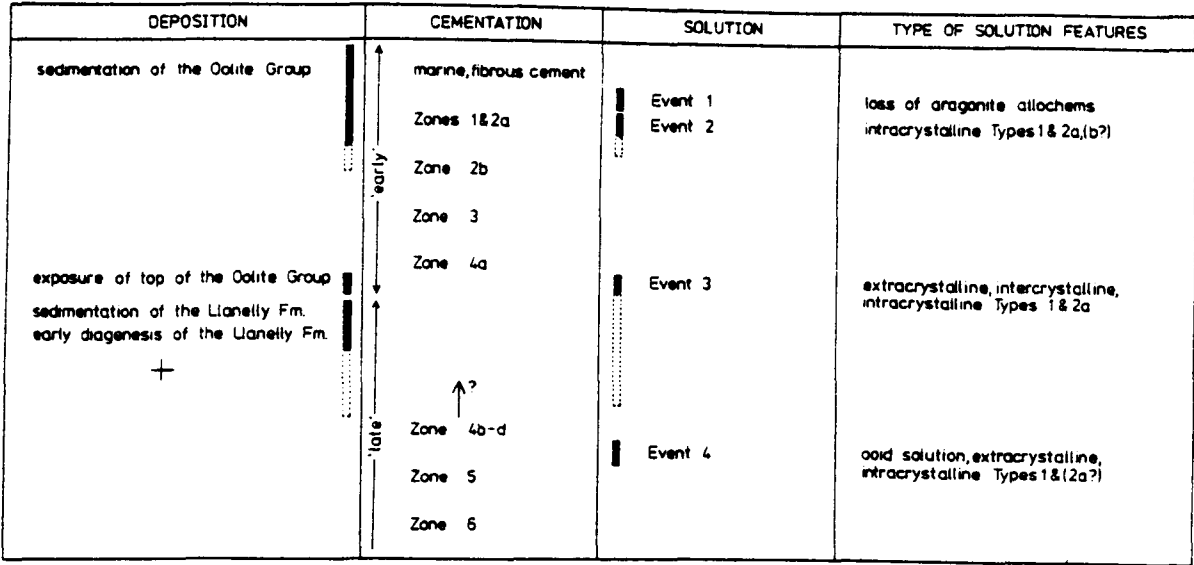 DEPOSITION
CEMENTATION
SOLUTION
TYPE OF SOLUTION FEATURES
sedimentation of the Oolite Group
exposure of top of the Oolite Group
sedimentation of the Llanelly Fm.
early diagenesis of the Llanelly Fm.
'early'
'late'
marine, fibrous cement
Zones 1&2a
Zone 2b
Zone 3
Zone 4a
?
Zone 4b-d
Zone 5
Zone 6
Event 1
Event 2
Event 3
Event 4
loss of aragonite allochems
intracrystalline Types 1 & 2a,(b?)
extracrystalline, intercrystalline,
intracrystalline Types 1 & 2a
ooid solution, extracrystalline,
intracrystalline Types 1 & (2a?)